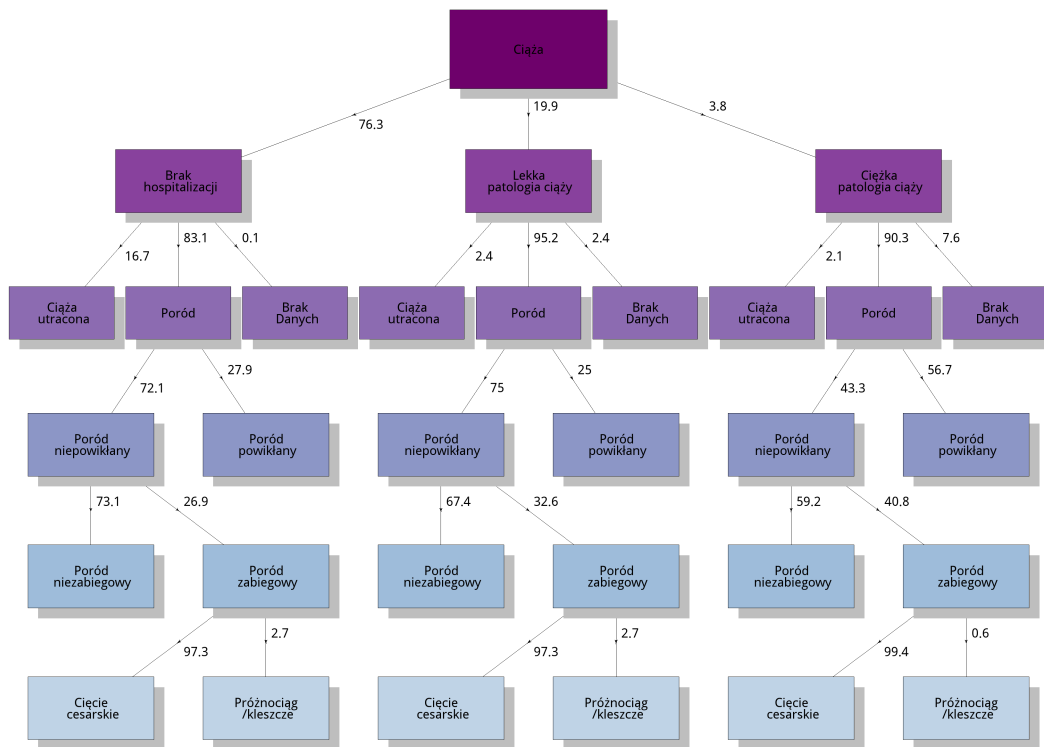 Ciąża
76.3
19.9
3.8
Brak
hospitalizacji
Lekka
patologia ciąży
Ciężka
patologia ciąży
16.7
83.1
0.1
2.4
95.2
2.4
2.1
90.3
7.6
Ciąża
utracona
Poród
Brak
Danych
Ciąża
utracona
Poród
Brak
Danych
Ciąża
utracona
Poród
Brak
Danych
72.1
27.9
75
25
43.3
56.7
Poród
niepowikłany
Poród
powikłany
Poród
niepowikłany
Poród
powikłany
Poród
niepowikłany
Poród
powikłany
73.1
26.9
67.4
32.6
59.2
40.8
Poród
niezabiegowy
Poród
zabiegowy
Poród
niezabiegowy
Poród
zabiegowy
Poród
niezabiegowy
Poród
zabiegowy
97.3
2.7
97.3
2.7
99.4
0.6
Cięcie
cesarskie
Próżnociąg
/kleszcze
Cięcie
cesarskie
Próżnociąg
/kleszcze
Cięcie
cesarskie
Próżnociąg
/kleszcze